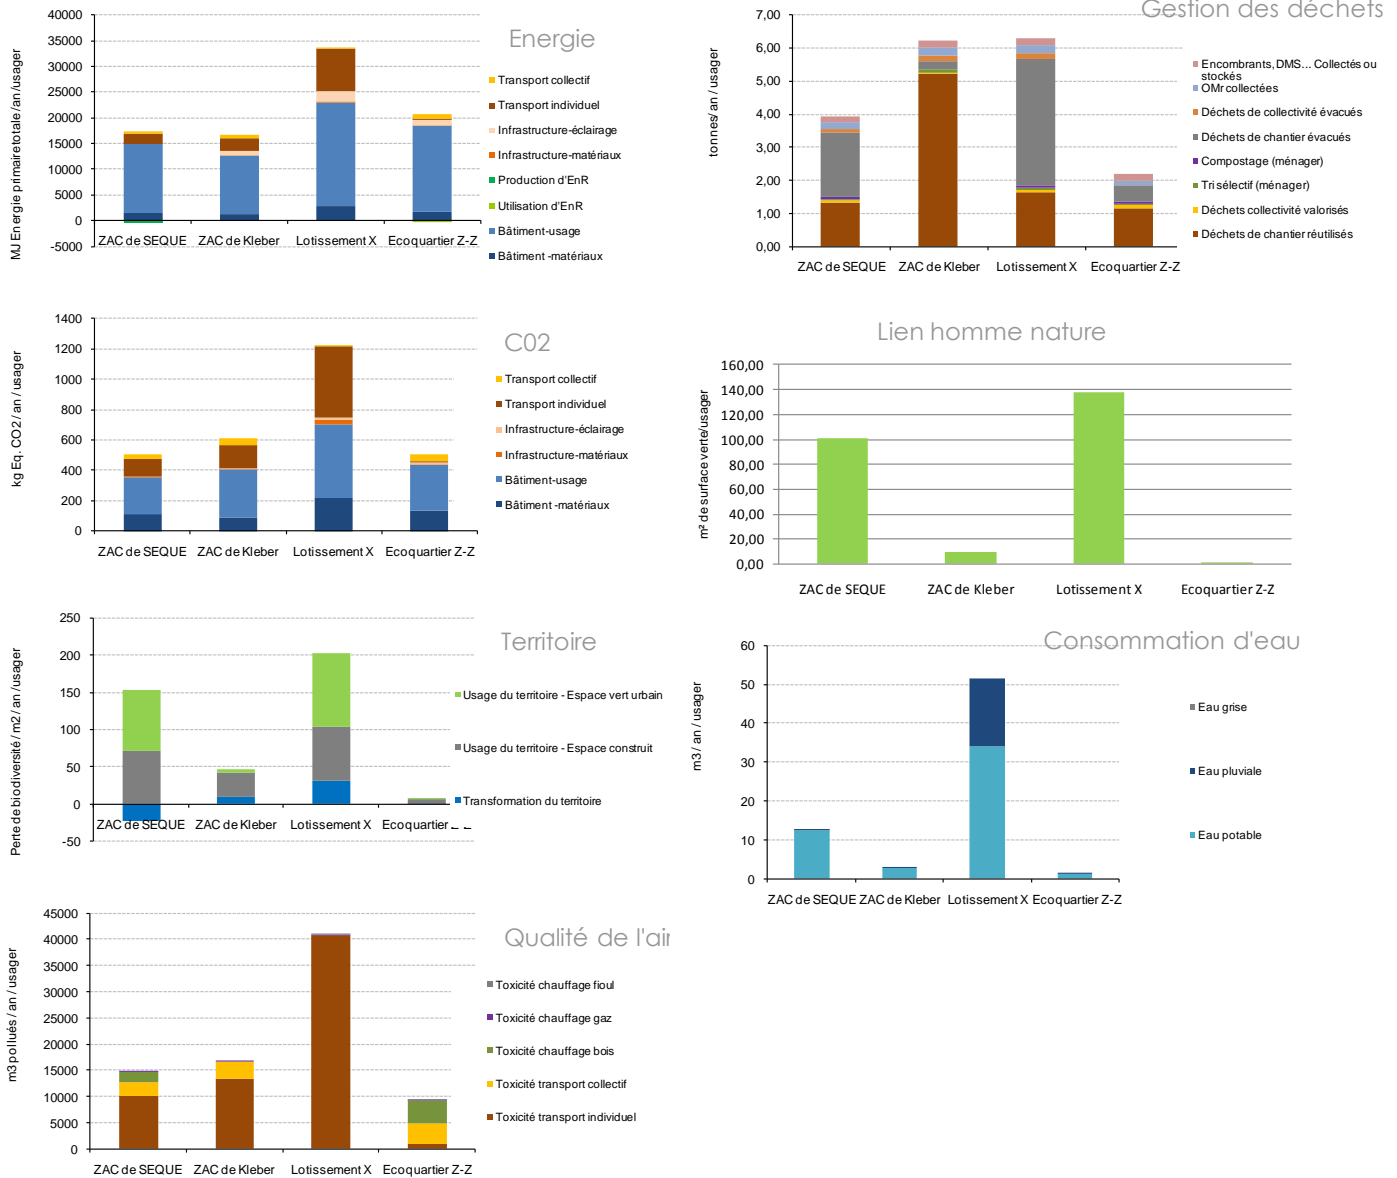 Energie
MJ Energie primaire totale / an /usager
40000
35000
30000
25000
20000
15000
10000
5000
0
-5000
ZAC de SEQUE
ZAC de Kleber
Lotissement X
Ecoquartier Z-Z
Transport collectif
Transport individuel
Infrastructure-éclairage
Infrastructure-matériaux
Production d'EnR
Utilisation d'EnR
Bâtiment-usage
Bâtiment -matériaux
Gestion des déchets
tonnes/ an / usager
7,00
6,00
5,00
4,00
3,00
2,00
1,00
0,00
ZAC de SEQUE
ZAC de Kleber
Lotissement X
Ecoquartier Z-Z
Encombrants, DMS... Collectés ou
stockés
OMr collectées
Déchets de collectivité évacués
Déchets de chantier évacués
Compostage (ménager)
Tri sélectif (ménager)
Déchets collectivité valorisés
Déchets de chantier réutilisés
C02
kg Eq. CO2 / an / usager
1400
1200
1000
800
600
400
200
0
ZAC de SEQUE
ZAC de Kleber
Lotissement X
Ecoquartier Z-Z
Transport collectif
Transport individuel
Infrastructure-éclairage
Infrastructure-matériaux
Bâtiment-usage
Bâtiment -matériaux
Lien homme nature
m² de surface verte/usager
160,00
140,00
120,00
100,00
80,00
60,00
40,00
20,00
0,00
ZAC de SEQUE
ZAC de Kleber
Lotissement X
Ecoquartier Z-Z
Territoire
Perte de biodiversité / m2 / an /usager
250
200
150
100
50
0
-50
ZAC de SEQUE
ZAC de Kleber
Lotissement X
Ecoquartier
Usage du territoire - Espace vert urbain
Usage du territoire - Espace construit
Transformation du territoire
Consommation d'eau
m3 / an / usager
60
50
40
30
20
10
0
ZAC de SEQUE
ZAC de Kleber
Lotissement X
Ecoquartier Z-Z
Eau grise
Eau pluviale
Eau potable
Qualité de l'air
m3 pollués / an / usager
45000
40000
35000
30000
25000
20000
15000
10000
5000
0
ZAC de SEQUE
ZAC de Kleber
Lotissement X
Ecoquartier Z-Z
Toxicité chauffage fioul
Toxicité chauffage gaz
Toxicité chauffage bois
Toxicité transport collectif
Toxicité transport individuel